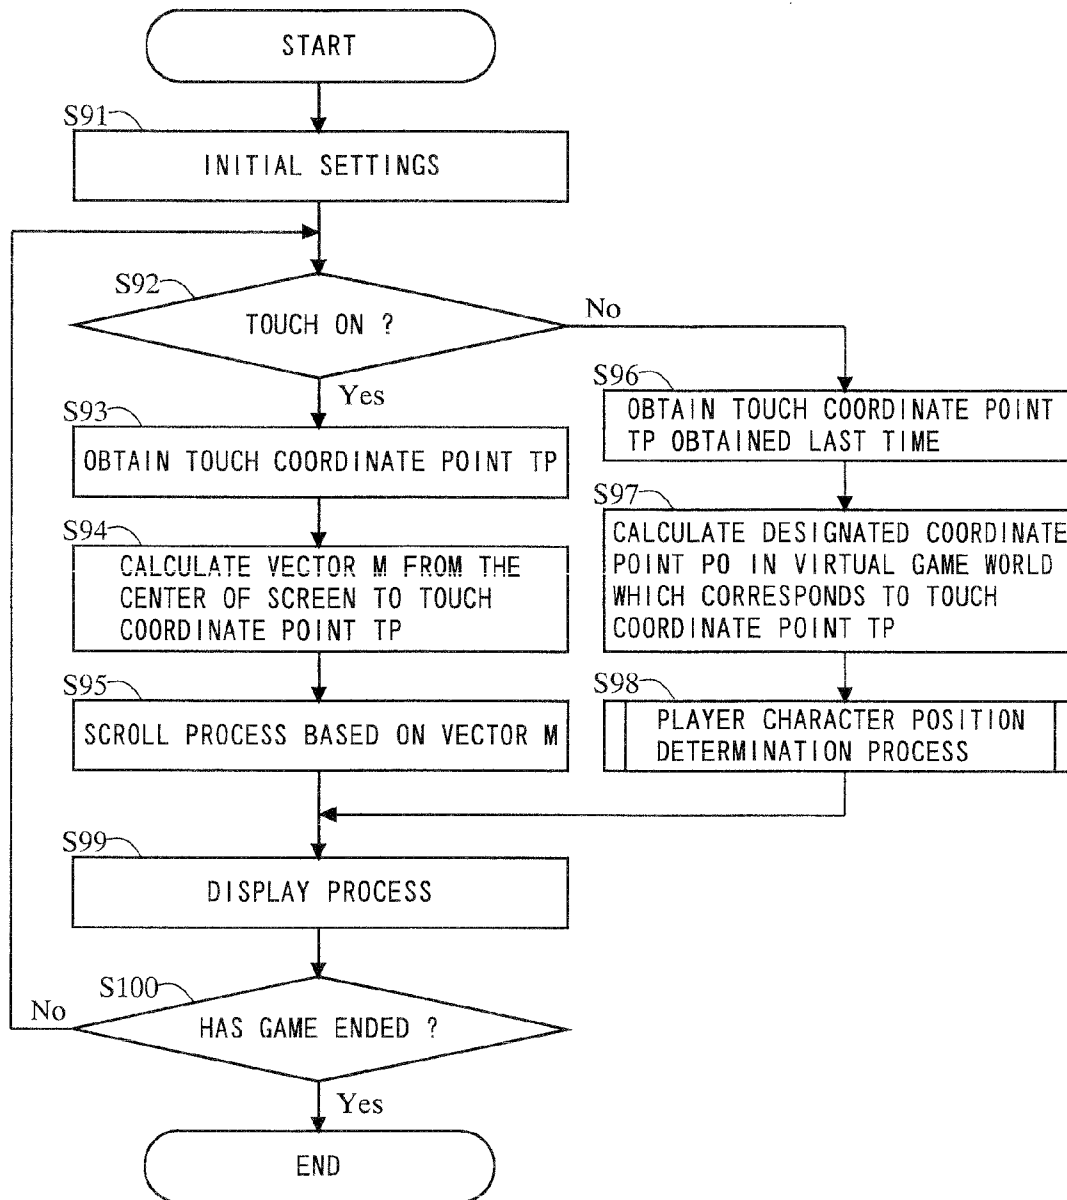 START
S91
INITIAL SETTINGS
S92
TOUCH ON ?
No
Yes
S93
OBTAIN TOUCH COORDINATE POINT TP
S94
CALCULATE VECTOR M FROM THE
CENTER OF SCREEN TO TOUCH
COORDINATE POINT TP
S95
SCROLL PROCESS BASED ON VECTOR M
S96
OBTAIN TOUCH COORDINATE POINT
TP OBTAINED LAST TIME
S97
CALCULATE DESIGNATED COORDINATE
POINT PO IN VIRTUAL GAME WORLD
WHICH CORRESPONDS TO TOUCH
COORDINATE POINT TP
S98
PLAYER CHARACTER POSITION
DETERMINATION PROCESS
S99
DISPLAY PROCESS
S100
No
HAS GAME ENDED ?
Yes
END